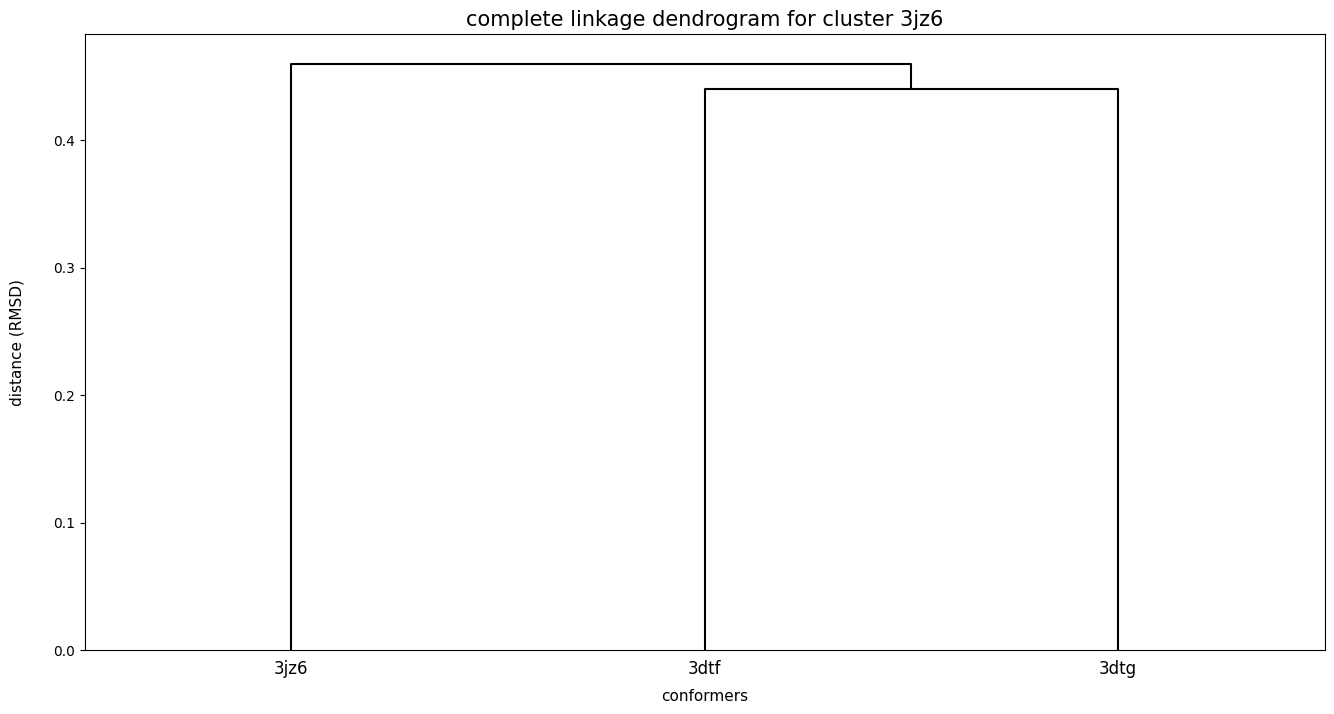 complete linkage dendrogram for cluster 3jz6
distance (RMSD)
0.4
0.3
0.2
0.1
0.0
3jz6 3dtf 3dtg
conformers